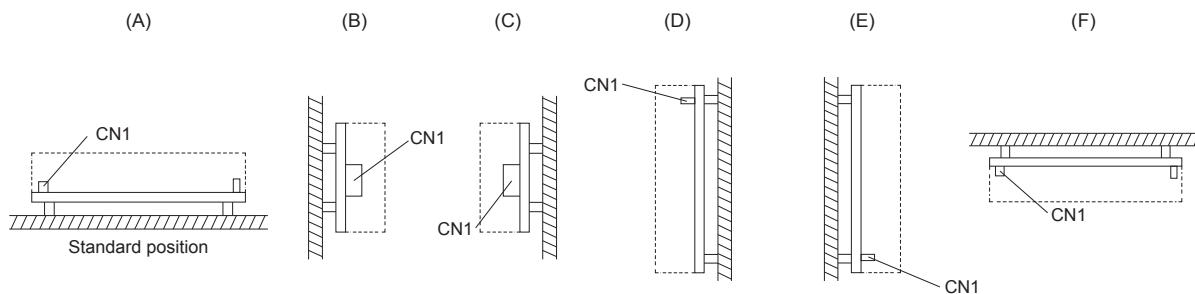 (A)
(B)
(C)
(D)
(E)
(F)
CN1
CN1
CN1
CN1
CN1
CN1
Standard position